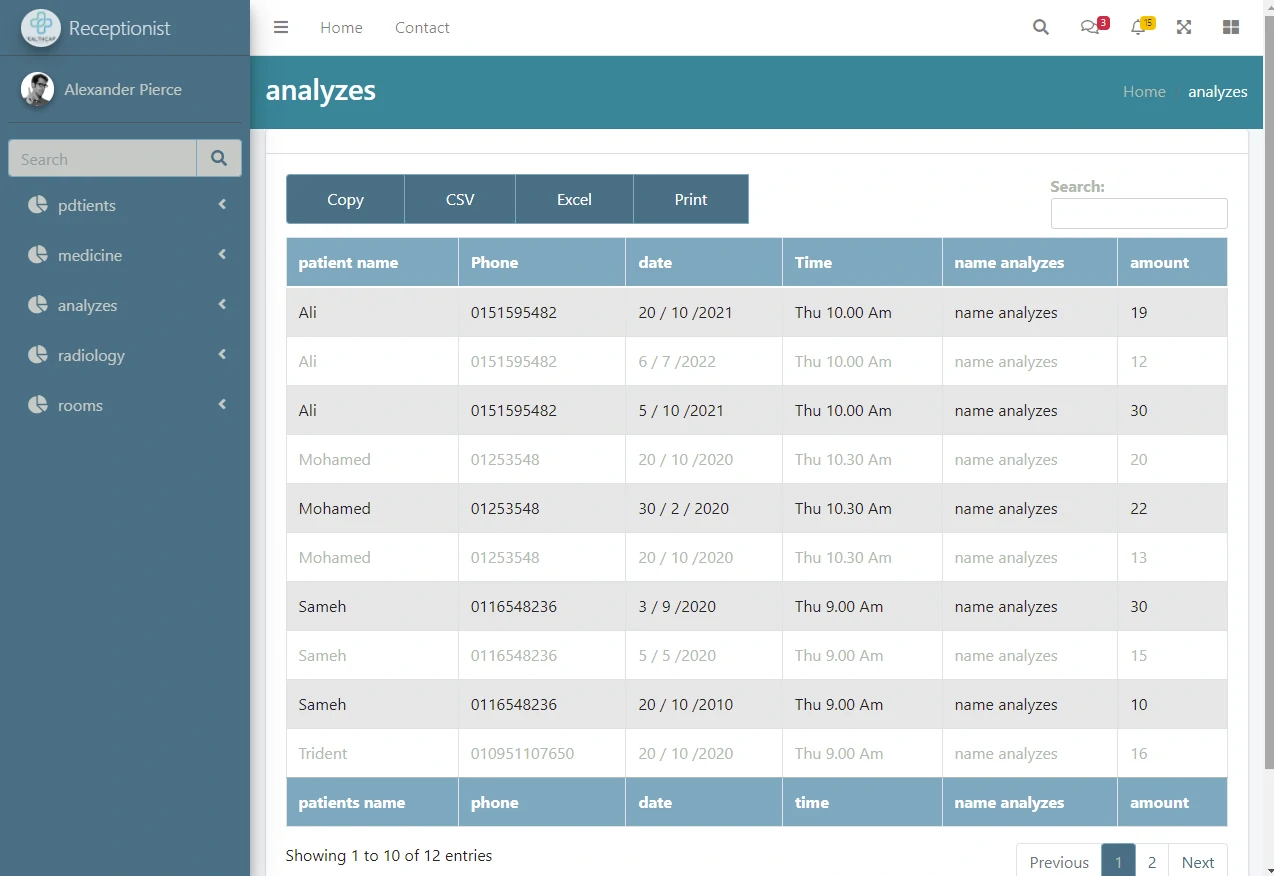 Receptionist
Home Contact
3
15
Alexander Pierce
analyzes
Home analyzes
Search
pdtients
medicine
analyzes
radiology
rooms
Copy CSV Excel Print
Search:
patient name Phone date Time name analyzes amount
Ali 0151595482 20 / 10 /2021 Thu 10.00 Am name analyzes 19
Ali 0151595482 6 / 7 /2022 Thu 10.00 Am name analyzes 12
Ali 0151595482 5 / 10 /2021 Thu 10.00 Am name analyzes 30
Mohamed 01253548 20 / 10 /2020 Thu 10.30 Am name analyzes 20
Mohamed 01253548 30 / 2 / 2020 Thu 10.30 Am name analyzes 22
Mohamed 01253548 20 / 10 /2020 Thu 10.30 Am name analyzes 13
Sameh 0116548236 3 / 9 /2020 Thu 9.00 Am name analyzes 30
Sameh 0116548236 5 / 5 /2020 Thu 9.00 Am name analyzes 15
Sameh 0116548236 20 / 10 /2010 Thu 9.00 Am name analyzes 10
Trident 010951107650 20 / 10 /2020 Thu 9.00 Am name analyzes 16
patients name phone date time name analyzes amount
Showing 1 to 10 of 12 entries
Previous 1 2 Next